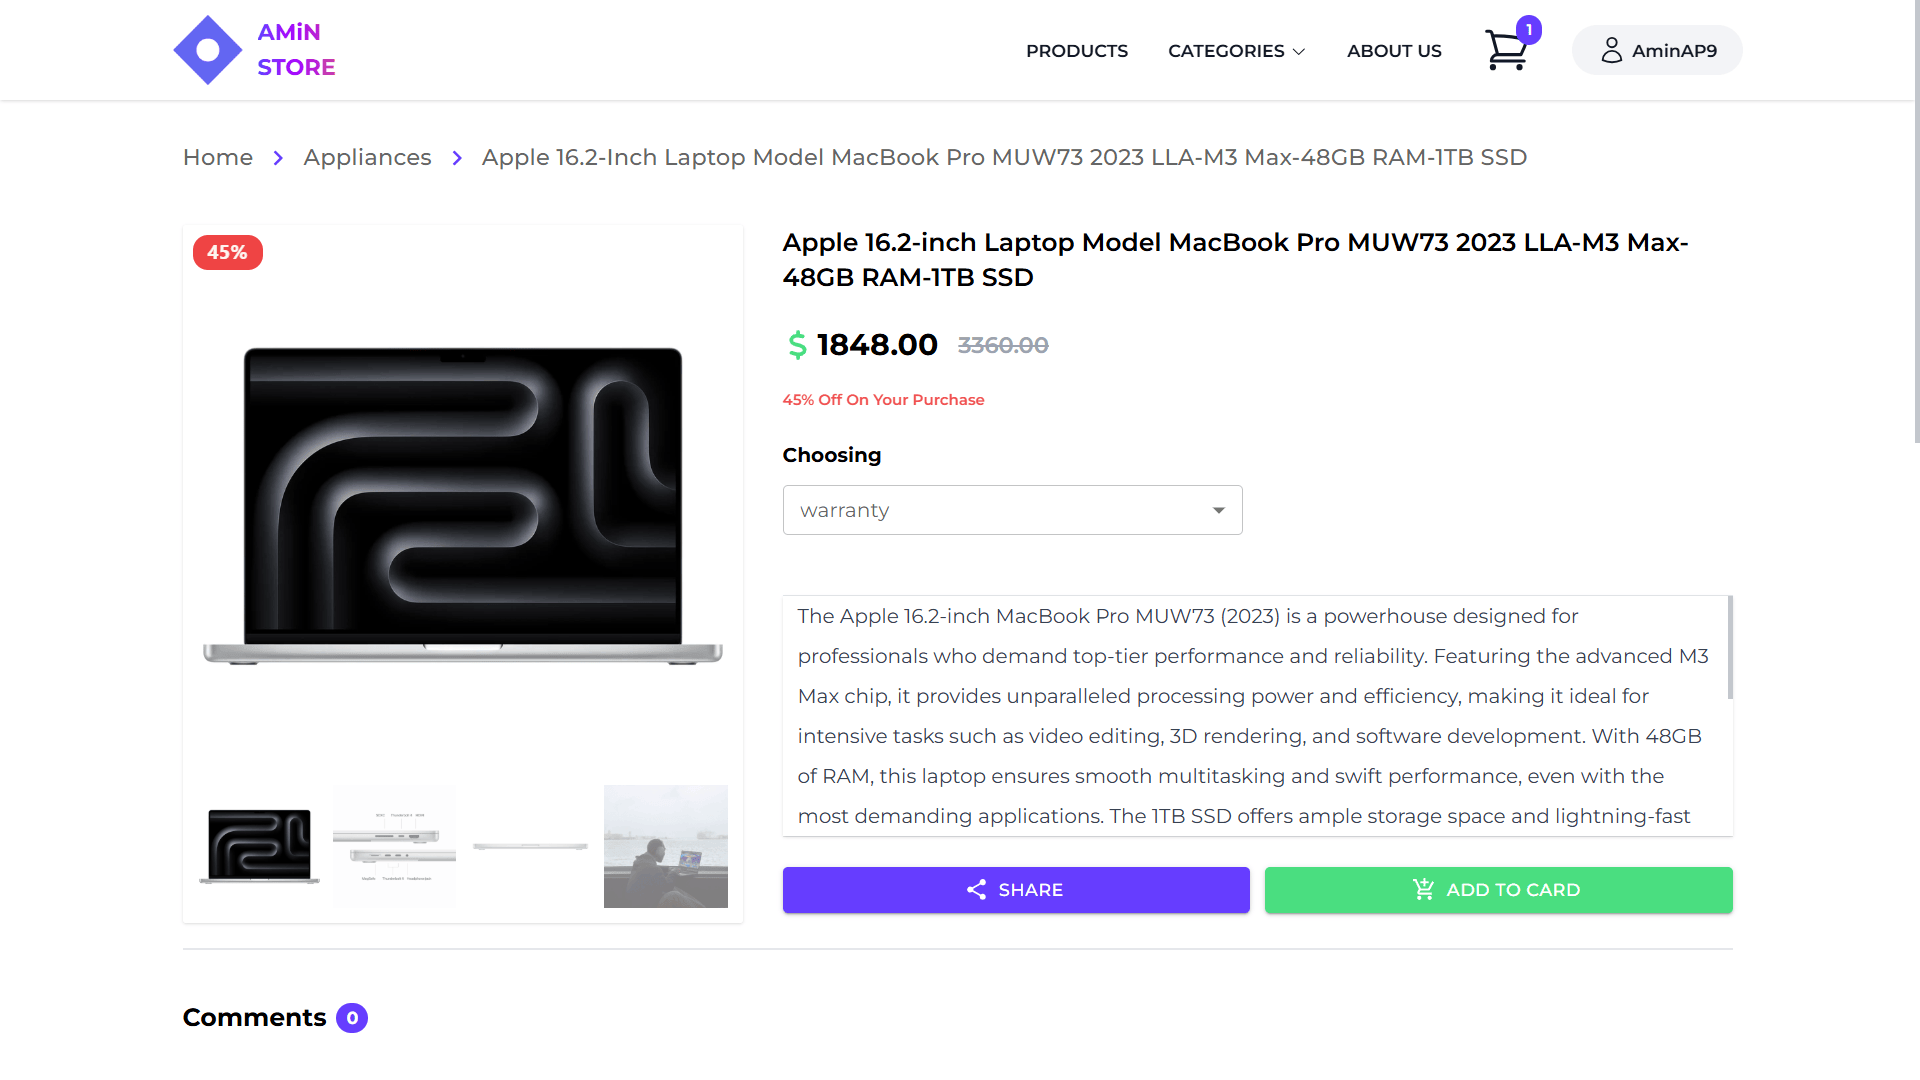 AMiN
STORE
PRODUCTS
CATEGORIES
ABOUT US
1
AminAP9
Home
Appliances
Apple 16.2-Inch Laptop Model MacBook Pro MUW73 2023 LLA-M3 Max-48GB RAM-1TB SSD
45%
Apple 16.2-inch Laptop Model MacBook Pro MUW73 2023 LLA-M3 Max-
48GB RAM-1TB SSD
$ 1848.00 3360.00
45% Off On Your Purchase
Choosing
warranty
The Apple 16.2-inch MacBook Pro MUW73 (2023) is a powerhouse designed for
professionals who demand top-tier performance and reliability. Featuring the advanced M3
Max chip, it provides unparalleled processing power and efficiency, making it ideal for
intensive tasks such as video editing, 3D rendering, and software development. With 48GB
of RAM, this laptop ensures smooth multitasking and swift performance, even with the
most demanding applications. The 1TB SSD offers ample storage space and lightning-fast
SHARE
ADD TO CARD
Comments 0